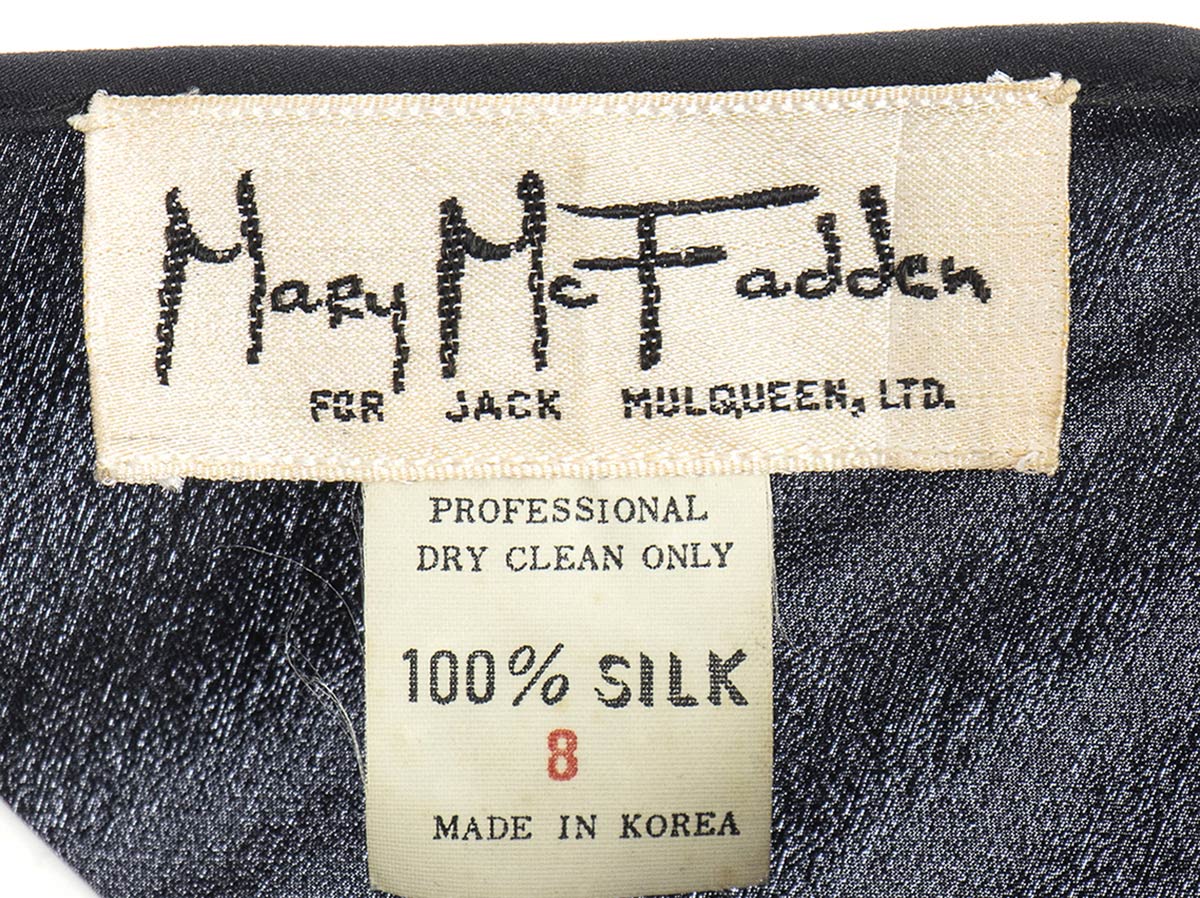 Mary McFadden
FOR JACK MULQUEEN, LTD.
PROFESSIONAL
DRY CLEAN ONLY
100% SILK
8
MADE IN KOREA